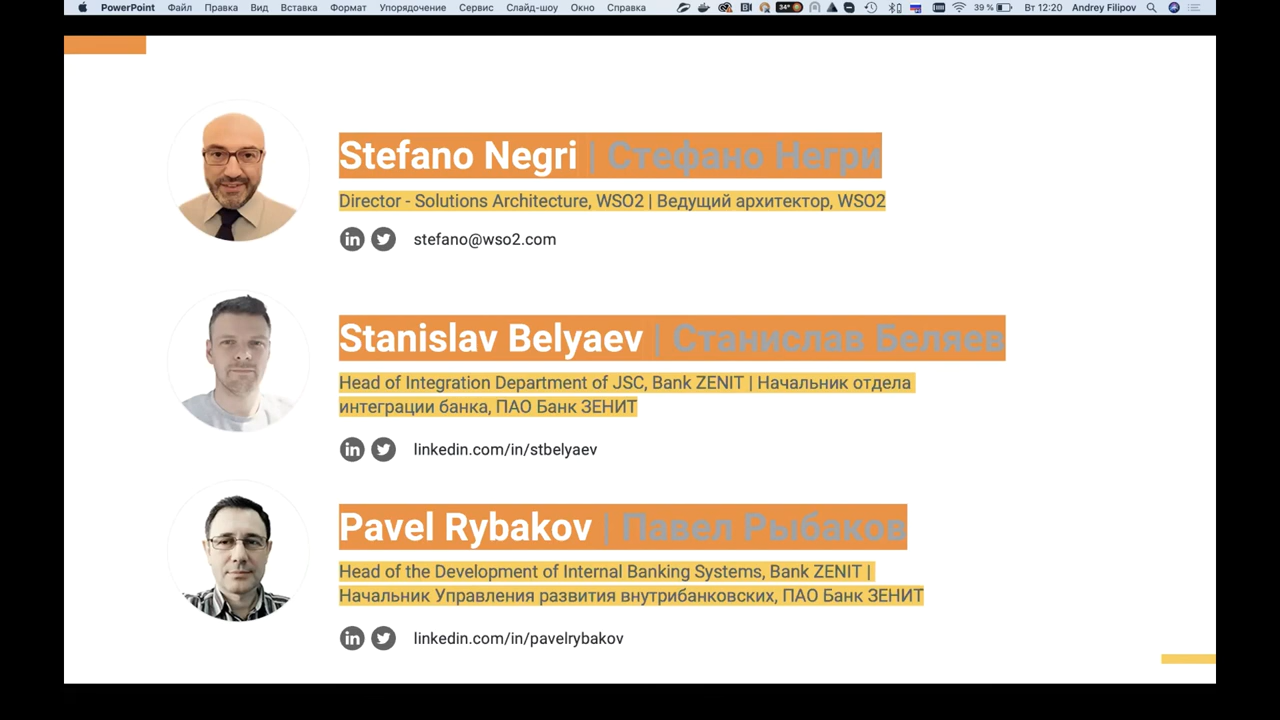 PowerPoint Файл Правка Вид Вставка Формат Упорядочение Сервис Слайд-шоу Окно Справка 34° 39 % Вт 12:20 Andrey Filipov
Stefano Negri | Стефано Негри
Director - Solutions Architecture, WSO2 | Ведущий архитектор, WSO2
in stefano@wso2.com
Stanislav Belyaev | Станислав Беляев
Head of Integration Department of JSC, Bank ZENIT | Начальник отдела
интеграции банка, ПАО Банк ЗЕНИТ
in linkedin.com/in/stbelyaev
Pavel Rybakov | Павел Рыбаков
Head of the Development of Internal Banking Systems, Bank ZENIT |
Начальник Управления развития внутрибанковских, ПАО Банк ЗЕНИТ
in linkedin.com/in/pavelrybakov